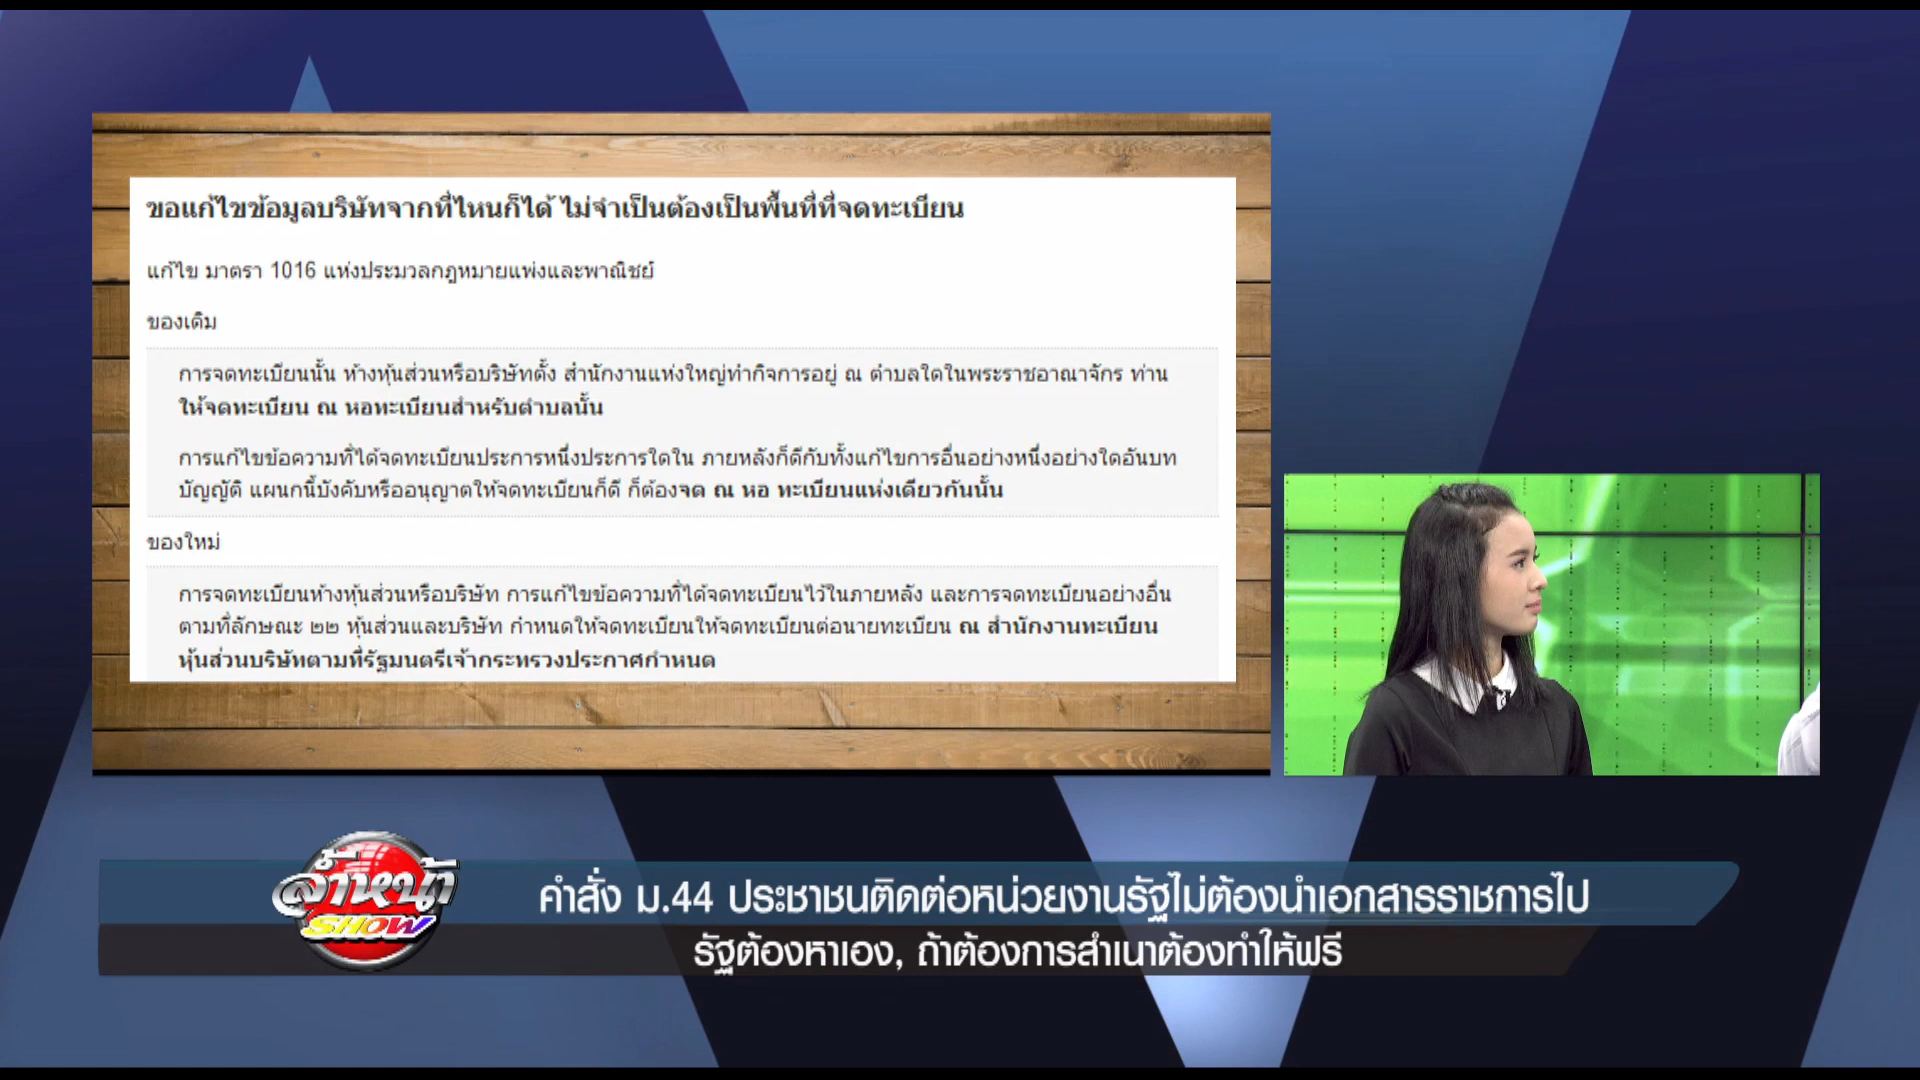 ขอแก้ไขข้อมูลบริษัทจากที่ไหนก็ได้ ไม่จำเป็นต้องเป็นพื้นที่ที่จดทะเบียน
แก้ไข มาตรา 1016 แห่งประมวลกฎหมายแพ่งและพาณิชย์
ของเดิม
การจดทะเบียนนั้น ห้างหุ้นส่วนหรือบริษัทตั้ง สำนักงานแห่งใหญ่ทำกิจการอยู่ ณ ตำบลใดในพระราชอาณาจักร ท่าน
ให้จดทะเบียน ณ หอทะเบียนสำหรับตำบลนั้น
การแก้ไขข้อความที่ได้จดทะเบียนประการหนึ่งประการใดใน ภายหลังก็ดีกับทั้งแก้ไขการอื่นอย่างหนึ่งอย่างใดอันบท
บัญญัติ แผนกนี้บังคับหรืออนุญาตให้จดทะเบียนก็ดี ก็ต้องจด ณ หอ ทะเบียนแห่งเดียวกันนั้น
ของใหม่
การจดทะเบียนห้างหุ้นส่วนหรือบริษัท การแก้ไขข้อความที่ได้จดทะเบียนไว้ในภายหลัง และการจดทะเบียนอย่างอื่น
ตามที่ลักษณะ ๒๒ หุ้นส่วนและบริษัท กำหนดให้จดทะเบียนให้จดทะเบียนต่อนายทะเบียน ณ สำนักงานทะเบียน
หุ้นส่วนบริษัทตามที่รัฐมนตรีเจ้ากระทรวงประกาศกำหนด
ล้ำหน้า
SHOW
คำสั่ง ม.44 ประชาชนติดต่อหน่วยงานรัฐไม่ต้องนำเอกสารราชการไป
รัฐต้องหาเอง, ถ้าต้องการสำเนาต้องทำให้ฟรี